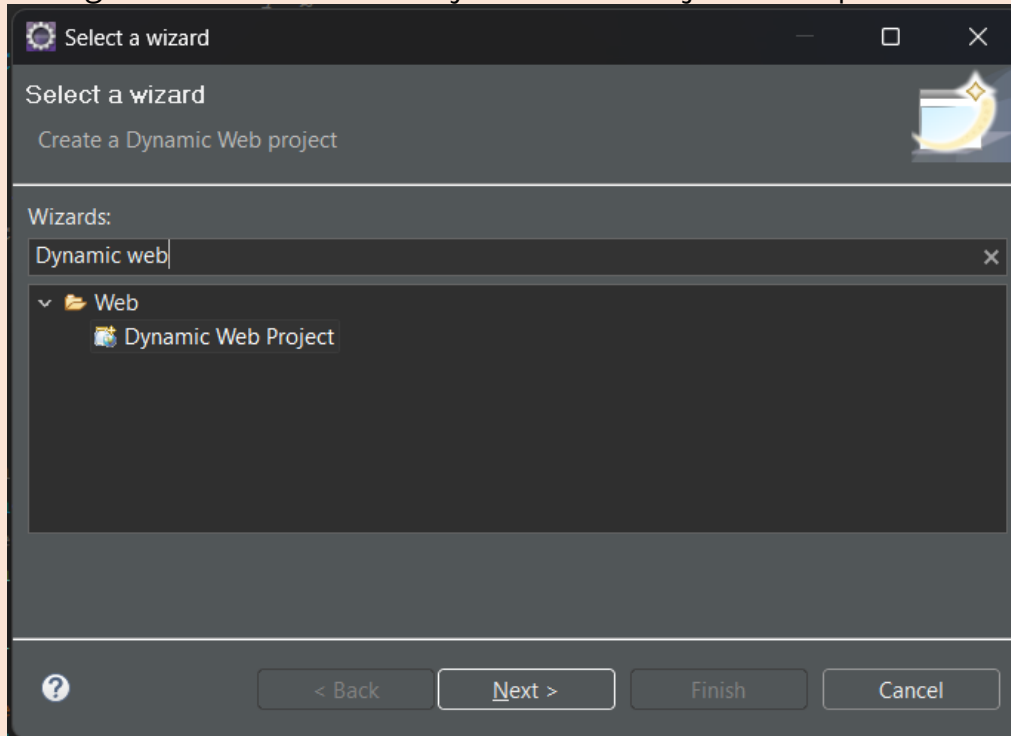 Select a wizard
Select a wizard
Create a Dynamic Web project
Wizards:
Dynamic web
Web
Dynamic Web Project
< Back Next > Finish Cancel